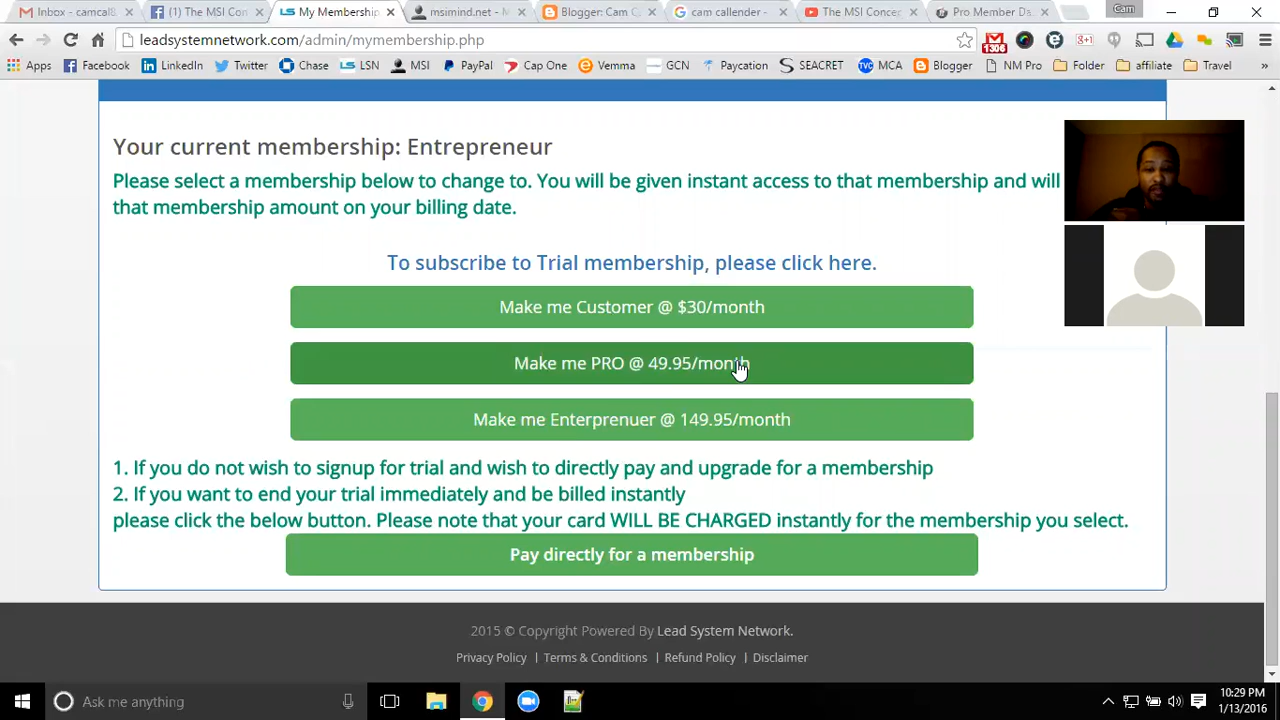 Inbox - camcal8
(1) The MSI Con
LS My Membership
msimind.net - M
Blogger: Cam C
cam callender -
The MSI Concep
Pro Member Da
Cam
leadsystemnetwork.com/admin/mymembership.php
1306
Apps Facebook LinkedIn Twitter Chase LS LSN MSI PayPal Cap One Vemma GCN Paycation SEACRET TVC MCA Blogger NM Pro Folder affiliate Travel
Your current membership: Entrepreneur
Please select a membership below to change to. You will be given instant access to that membership and will
that membership amount on your billing date.
To subscribe to Trial membership, please click here.
Make me Customer @ $30/month
Make me PRO @ 49.95/month
Make me Enterprenuer @ 149.95/month
1. If you do not wish to signup for trial and wish to directly pay and upgrade for a membership
2. If you want to end your trial immediately and be billed instantly
please click the below button. Please note that your card WILL BE CHARGED instantly for the membership you select.
Pay directly for a membership
2015 © Copyright Powered By Lead System Network.
Privacy Policy | Terms & Conditions | Refund Policy | Disclaimer
Ask me anything
10:29 PM
1/13/2016